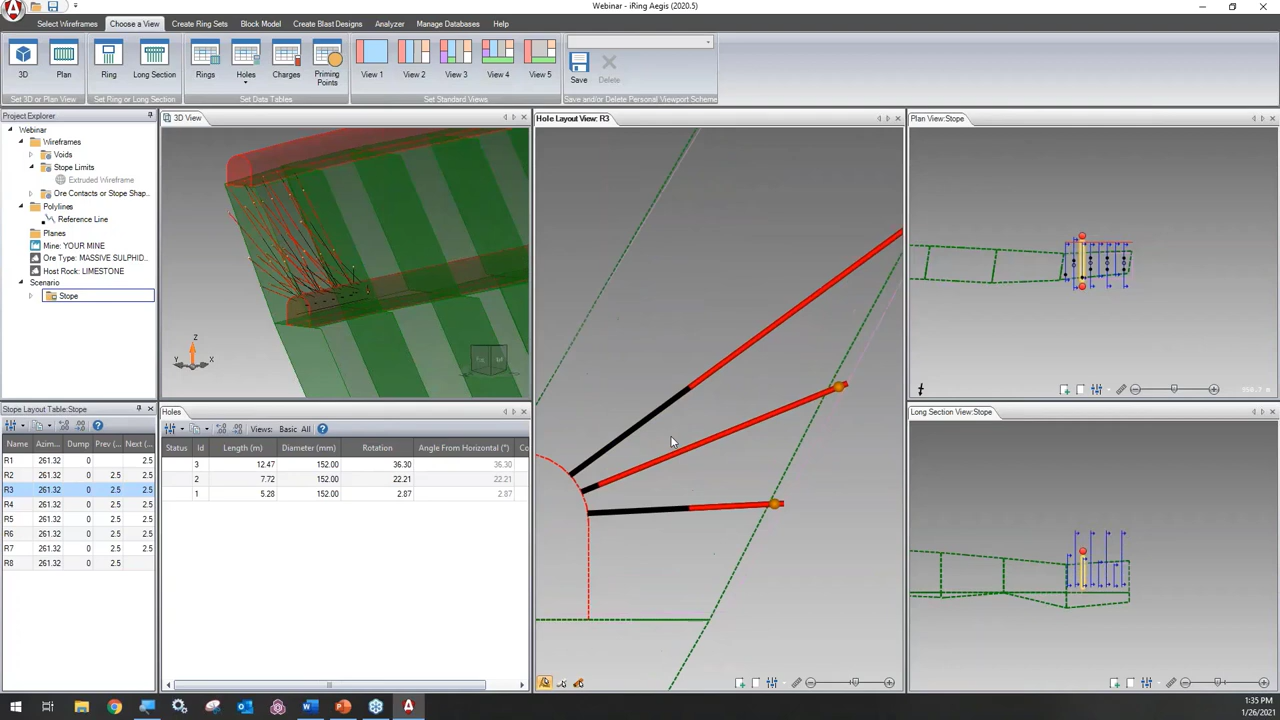 Webinar - iRing Aegis (2020.5)
Select Wireframes Choose a View Create Ring Sets Block Model Create Blast Designs Analyzer Manage Databases Help
3D Plan Ring Long Section Rings Holes Charges Priming Points View 1 View 2 View 3 View 4 View 5 Save Delete
Set 3D or Plan View Set Ring or Long Section Set Data Tables Set Standard Views Save and/or Delete Personal Viewport Scheme
Project Explorer
Webinar
Wireframes
Voids
Stope Limits
Extruded Wireframe
Ore Contacts or Stope Shap...
Polylines
Reference Line
Planes
Mine: YOUR MINE
Ore Type: MASSIVE SULPHID...
Host Rock: LIMESTONE
Scenario
Stope
3D View
Z
Y X
Hole Layout View: R3
Plan View:Stope
Long Section View:Stope
Stope Layout Table:Stope
Name Azim... Dump Prev (... Next (...
R1 261.32 0 2.5
R2 261.32 0 2.5 2.5
R3 261.32 0 2.5 2.5
R4 261.32 0 2.5 2.5
R5 261.32 0 2.5 2.5
R6 261.32 0 2.5 2.5
R7 261.32 0 2.5 2.5
R8 261.32 0 2.5
Holes
Views: Basic All
Status Id Length (m) Diameter (mm) Rotation Angle From Horizontal (°) Co
3 12.47 152.00 36.30 36.30
2 7.72 152.00 22.21 22.21
1 5.28 152.00 2.87 2.87
1:35 PM
1/26/2021